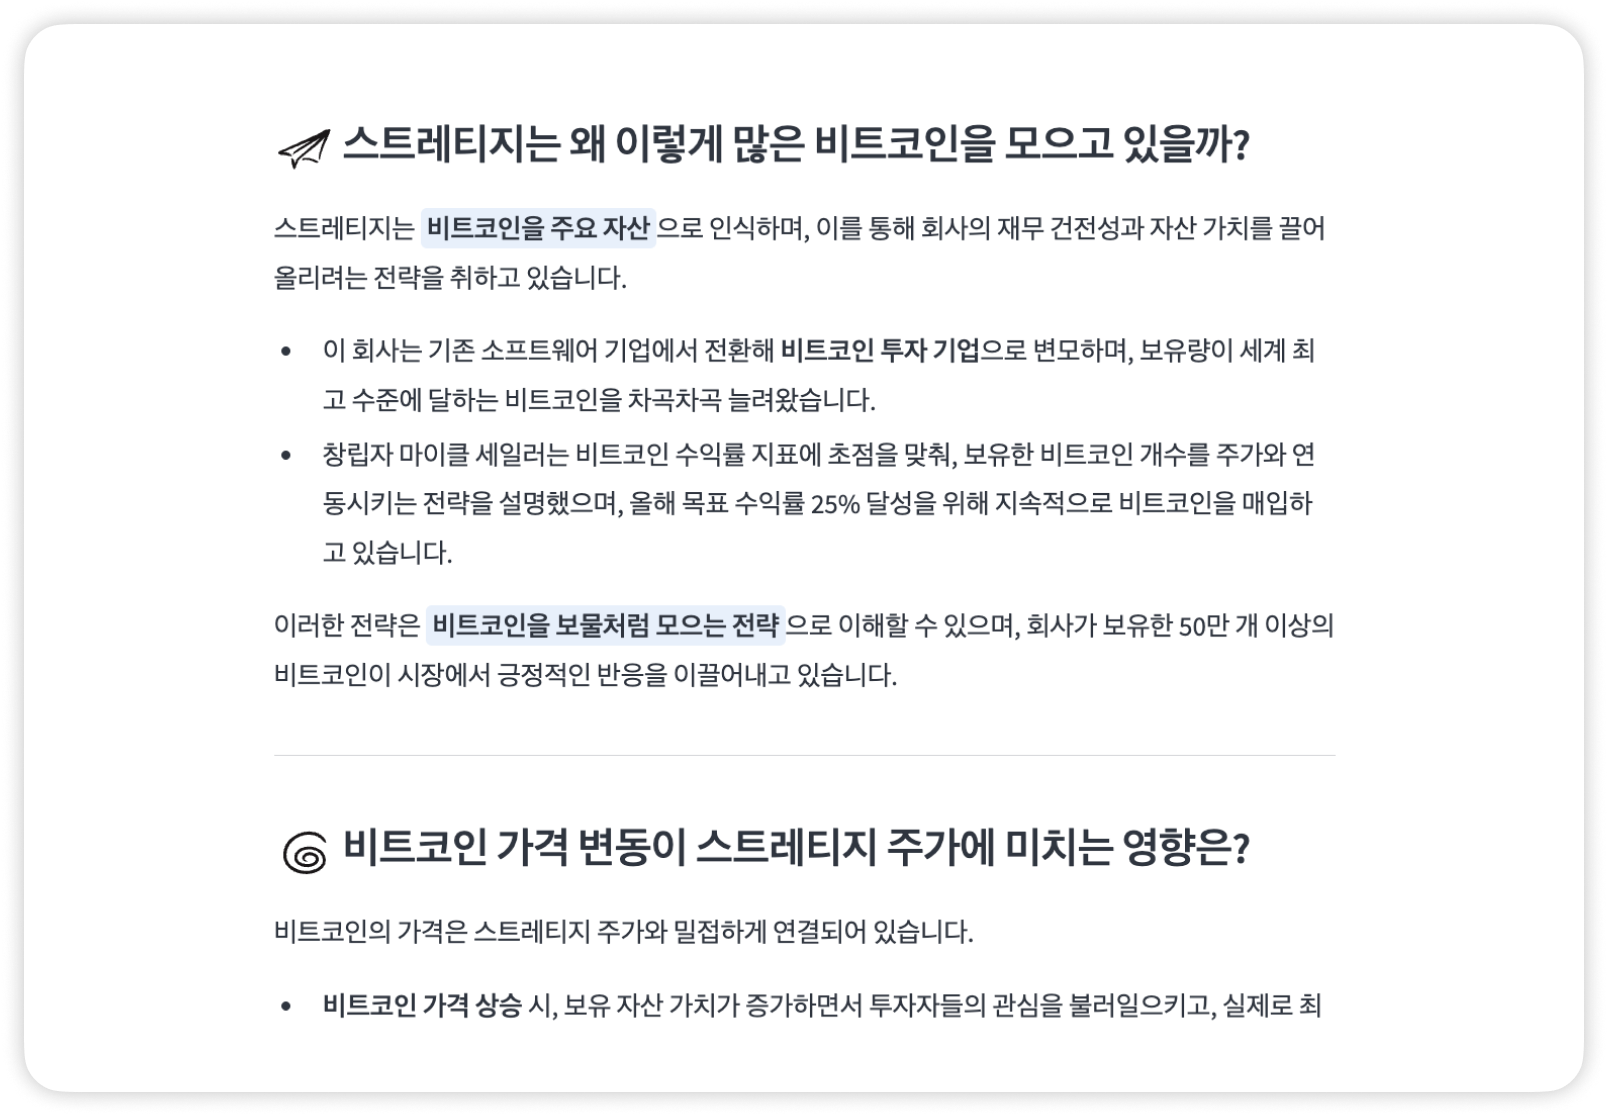 스트레티지는 왜 이렇게 많은 비트코인을 모으고 있을까?
스트레티지는 비트코인을 주요 자산으로 인식하며, 이를 통해 회사의 재무 건전성과 자산 가치를 끌어
올리려는 전략을 취하고 있습니다.
• 이 회사는 기존 소프트웨어 기업에서 전환해 비트코인 투자 기업으로 변모하며, 보유량이 세계 최
고 수준에 달하는 비트코인을 차곡차곡 늘려왔습니다.
• 창립자 마이클 세일러는 비트코인 수익률 지표에 초점을 맞춰, 보유한 비트코인 개수를 주가와 연
동시키는 전략을 설명했으며, 올해 목표 수익률 25% 달성을 위해 지속적으로 비트코인을 매입하
고 있습니다.
이러한 전략은 비트코인을 보물처럼 모으는 전략으로 이해할 수 있으며, 회사가 보유한 50만 개 이상의
비트코인이 시장에서 긍정적인 반응을 이끌어내고 있습니다.
비트코인 가격 변동이 스트레티지 주가에 미치는 영향은?
비트코인의 가격은 스트레티지 주가와 밀접하게 연결되어 있습니다.
• 비트코인 가격 상승 시, 보유 자산 가치가 증가하면서 투자자들의 관심을 불러일으키고, 실제로 최